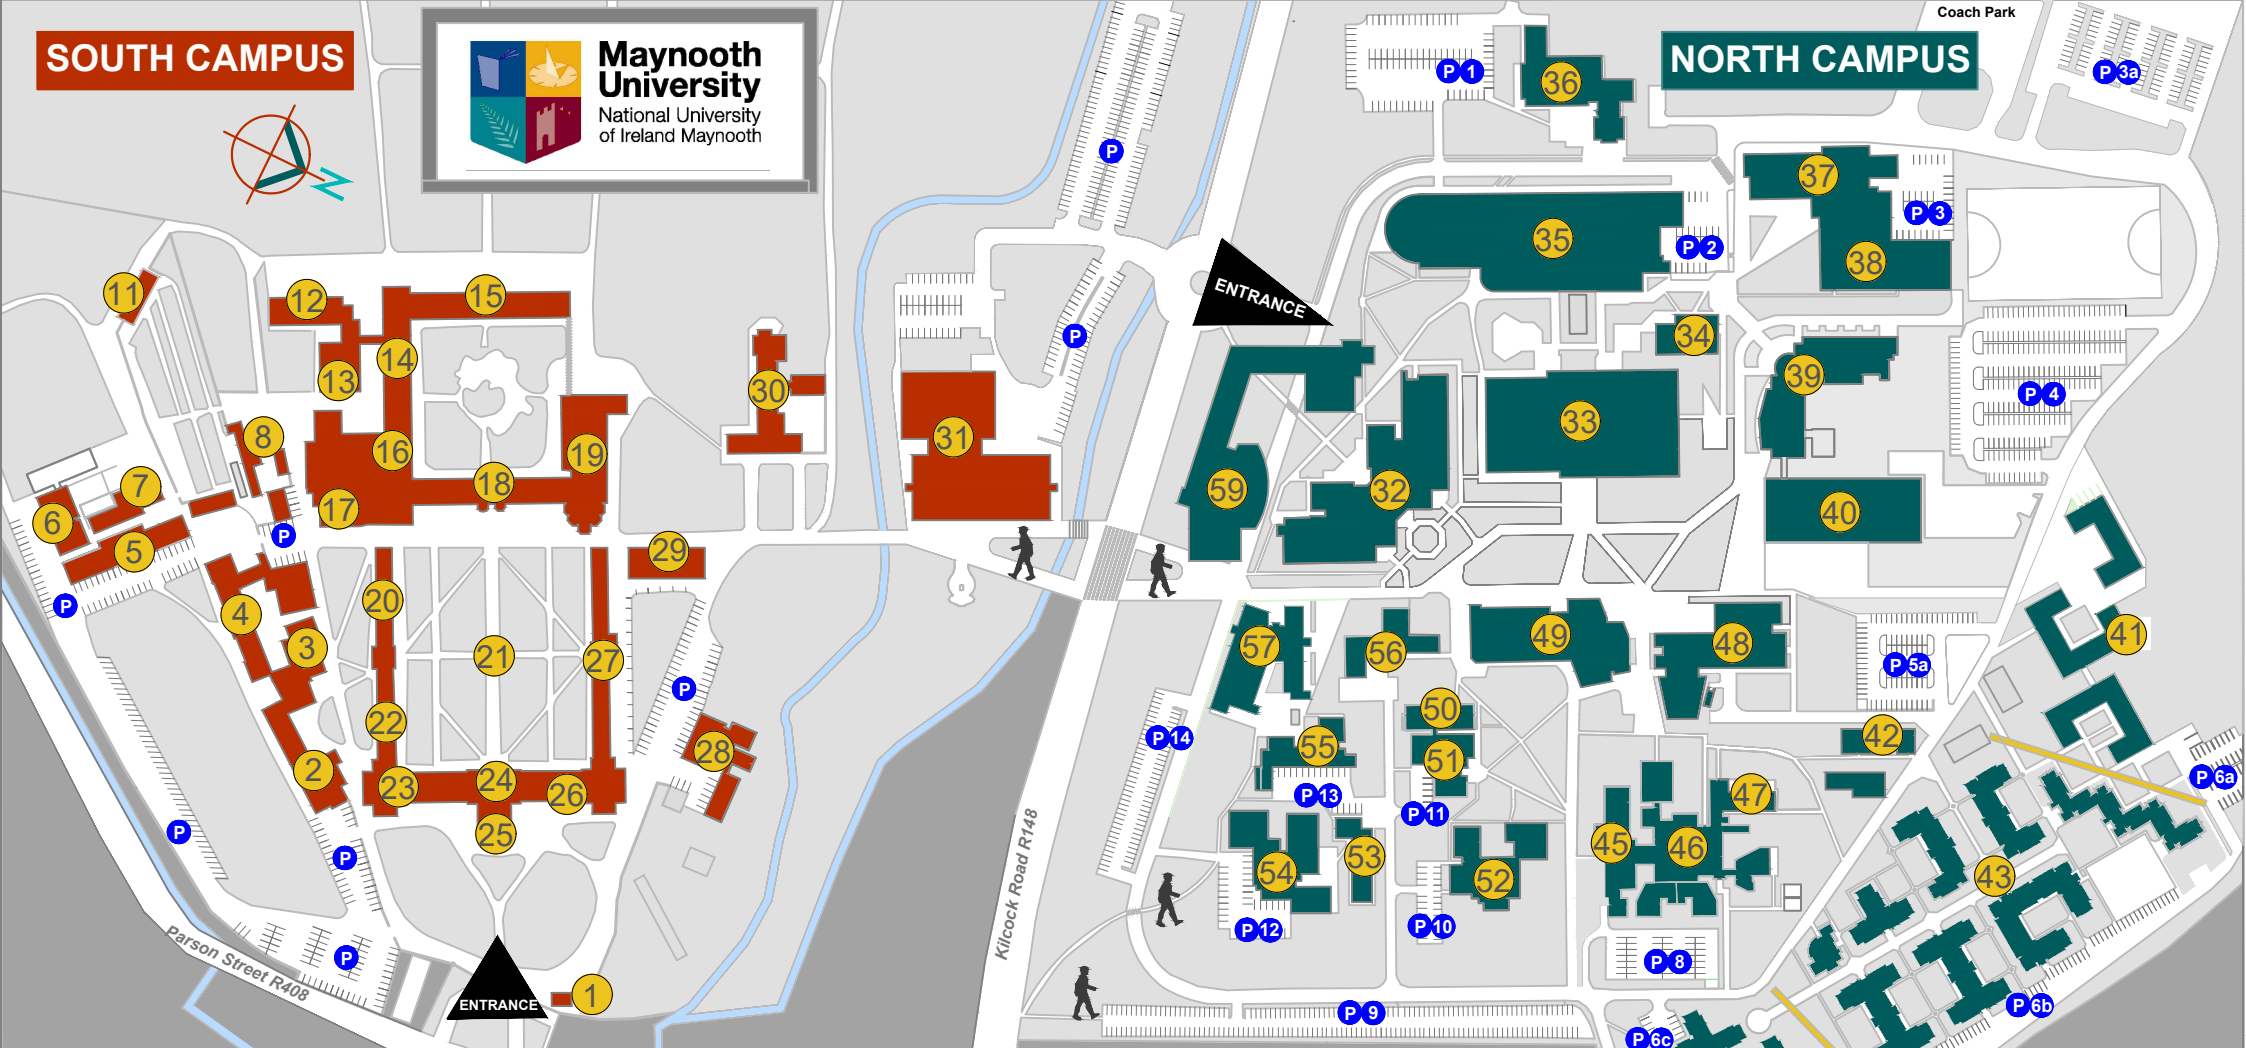 SOUTH CAMPUS
Maynooth
University
National University
of Ireland Maynooth
NORTH CAMPUS
Coach Park
N
P 1
P 3a
P
36
37
P 3
35
P 2
38
ENTRANCE
11
12
15
14
13
30
P
34
39
P 4
8
16
19
31
33
7
18
59
32
6
17
40
5
P
29
P
20
4
3
21
27
57
56
49
48
P 5a
41
P
22
28
50
P 14
55
51
42
2
23
24
26
P 13
P 11
47
P 6a
25
P
P
45
46
53
54
52
43
P 12
P 10
P
P 8
Kilcock Road R148
Parson Street R408
ENTRANCE
1
P 9
P 6b
P 6c